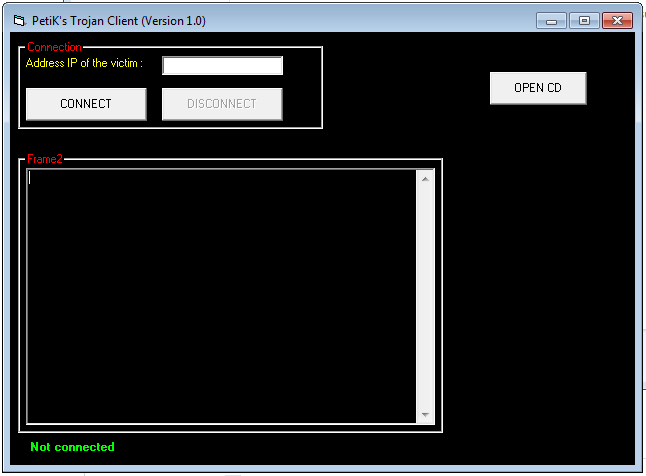 PetiK's Trojan Client (Version 1.0)
Connection
Address IP of the victim :
CONNECT
DISCONNECT
OPEN CD
Frame2
Not connected